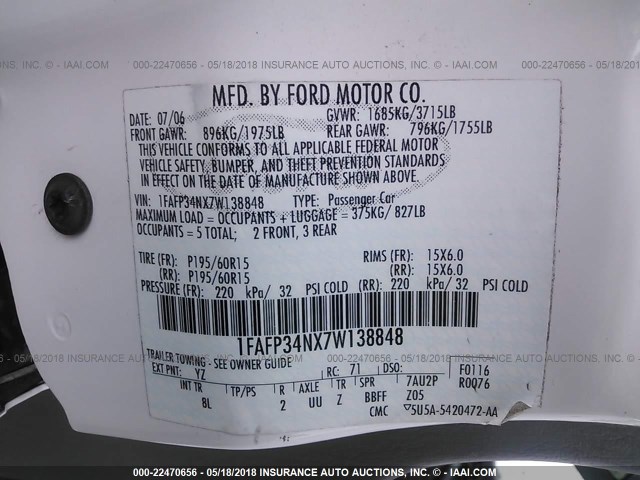 000-22470656 - 05/18/2018 INSURANCE AUTO AUCTIONS, INC. - IAAI.COM
MFD. BY FORD MOTOR CO.
DATE: 07/06 GVWR: 1685KG/3715LB
FRONT GAWR: 896KG/1975LB REAR GAWR: 796KG/1755LB
THIS VEHICLE CONFORMS TO ALL APPLICABLE FEDERAL MOTOR
VEHICLE SAFETY, BUMPER, AND THEFT PREVENTION STANDARDS
IN EFFECT ON THE DATE OF MANUFACTURE SHOWN ABOVE.
VIN: 1FAFP34NX7W138848 TYPE: Passenger Car
MAXIMUM LOAD = OCCUPANTS + LUGGAGE = 375KG/ 827LB
OCCUPANTS = 5 TOTAL; 2 FRONT, 3 REAR
TIRE (FR): P195/60R15 RIMS (FR): 15X6.0
(RR): P195/60R15 (RR): 15X6.0
PRESSURE (FR): 220 kPa/ 32 PSI COLD (RR): 220 kPa/ 32 PSI COLD
1FAFP34NX7W138848
TRAILER TOWING - SEE OWNER GUIDE
EXT PNT: YZ RC: 71 DSO: F0116
INT TR TP/PS R AXLE TR SPR 7AU2P R0Q76
8L 2 UU Z BBFF Z05
CMC 5U5A-5420472-AA
000-22470656 - 05/18/2018 INSURANCE AUTO AUCTIONS, INC. - IAAI.COM